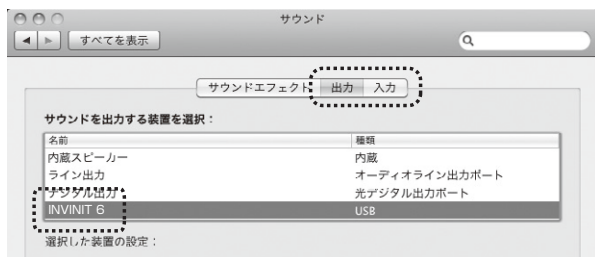 サウンド
すべてを表示
サウンドエフェクト 出力 入力
サウンドを出力する装置を選択：
名前 種類
内蔵スピーカー 内蔵
ライン出力 オーディオライン出力ポート
デジタル出力 光デジタル出力ポート
INVINIT 6 USB
選択した装置の設定：